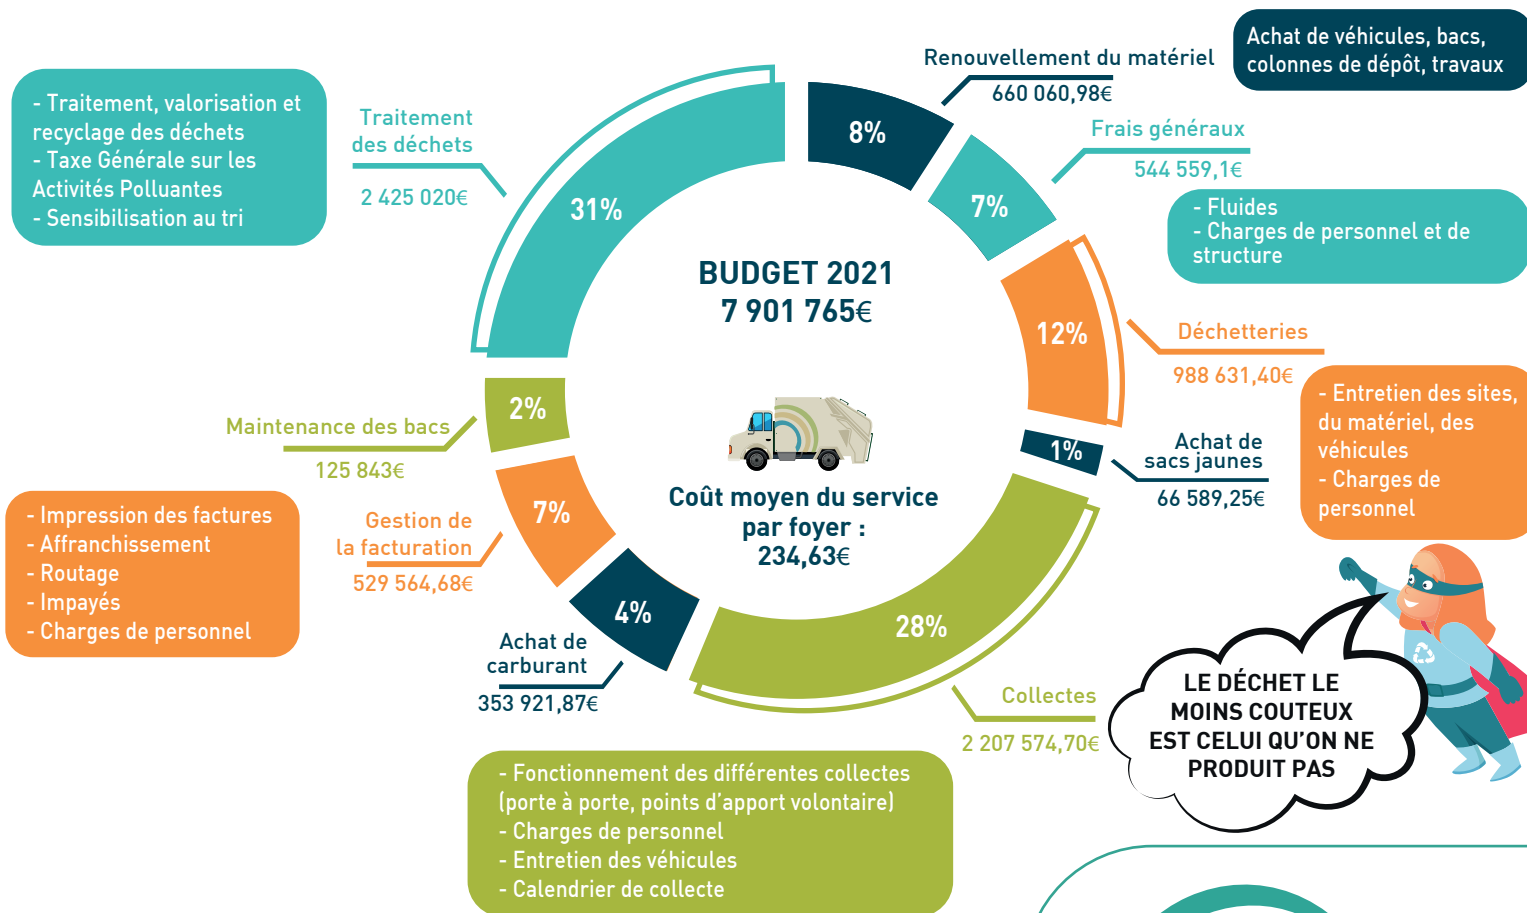 Renouvellement du matériel
660 060,98€
Achat de véhicules, bacs,
colonnes de dépôt, travaux
- Traitement, valorisation et
recyclage des déchets
- Taxe Générale sur les
Activités Polluantes
- Sensibilisation au tri
Traitement
des déchets
2 425 020€
31%
8%
7%
Frais généraux
544 559,1€
- Fluides
- Charges de personnel et de
structure
BUDGET 2021
7 901 765€
12%
Déchetteries
988 631,40€
- Entretien des sites,
du matériel, des
véhicules
- Charges de
personnel
Maintenance des bacs
125 843€
2%
1%
Achat de
sacs jaunes
66 589,25€
Coût moyen du service
par foyer :
234,63€
- Impression des factures
- Affranchissement
- Routage
- Impayés
- Charges de personnel
Gestion de
la facturation
529 564,68€
7%
4%
Achat de
carburant
353 921,87€
28%
Collectes
2 207 574,70€
- Fonctionnement des différentes collectes
(porte à porte, points d'apport volontaire)
- Charges de personnel
- Entretien des véhicules
- Calendrier de collecte
LE DÉCHET LE
MOINS COUTEUX
EST CELUI QU'ON NE
PRODUIT PAS